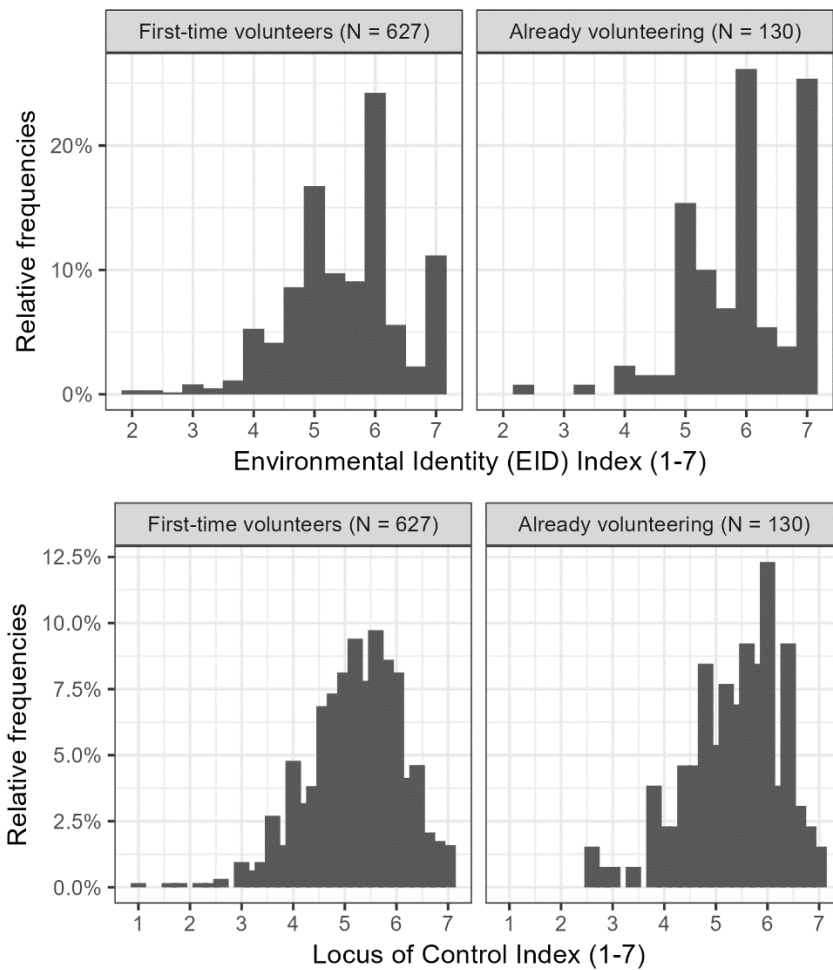 First-time volunteers (N = 627) Already volunteering (N = 130)
Relative frequencies
20%
10%
0%
2 3 4 5 6 7 2 3 4 5 6 7
Environmental Identity (EID) Index (1-7)
First-time volunteers (N = 627) Already volunteering (N = 130)
Relative frequencies
12.5%
10.0%
7.5%
5.0%
2.5%
0.0%
1 2 3 4 5 6 7 1 2 3 4 5 6 7
Locus of Control Index (1-7)